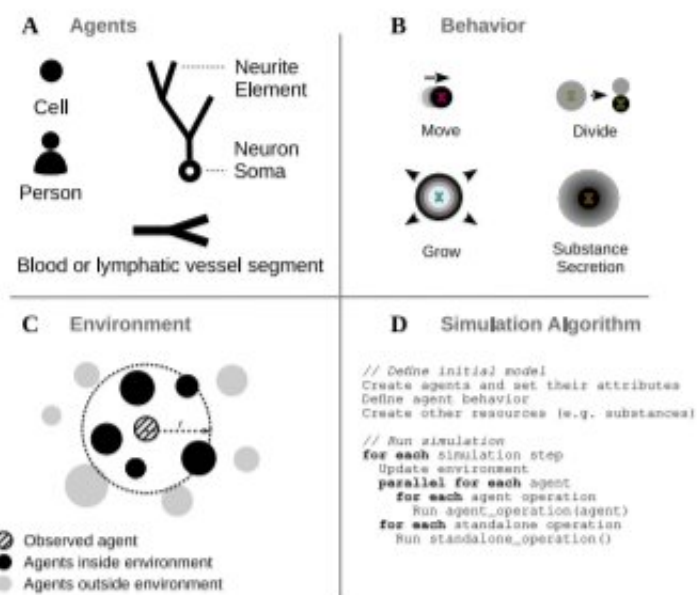 A Agents
Cell
Person
Neurite
Element
Neuron
Soma
Blood or lymphatic vessel segment
B Behavior
Move
Divide
Grow
Substance
Secretion
C Environment
r
Observed agent
Agents inside environment
Agents outside environment
D Simulation Algorithm
// Define initial model
Create agents and set their attributes
Define agent behavior
Create other resources (e.g. substances)
// Run simulation
for each simulation step
Update environment
parallel for each agent
for each agent operation
Run agent_operation(agent)
for each standalone operation
Run standalone_operation()